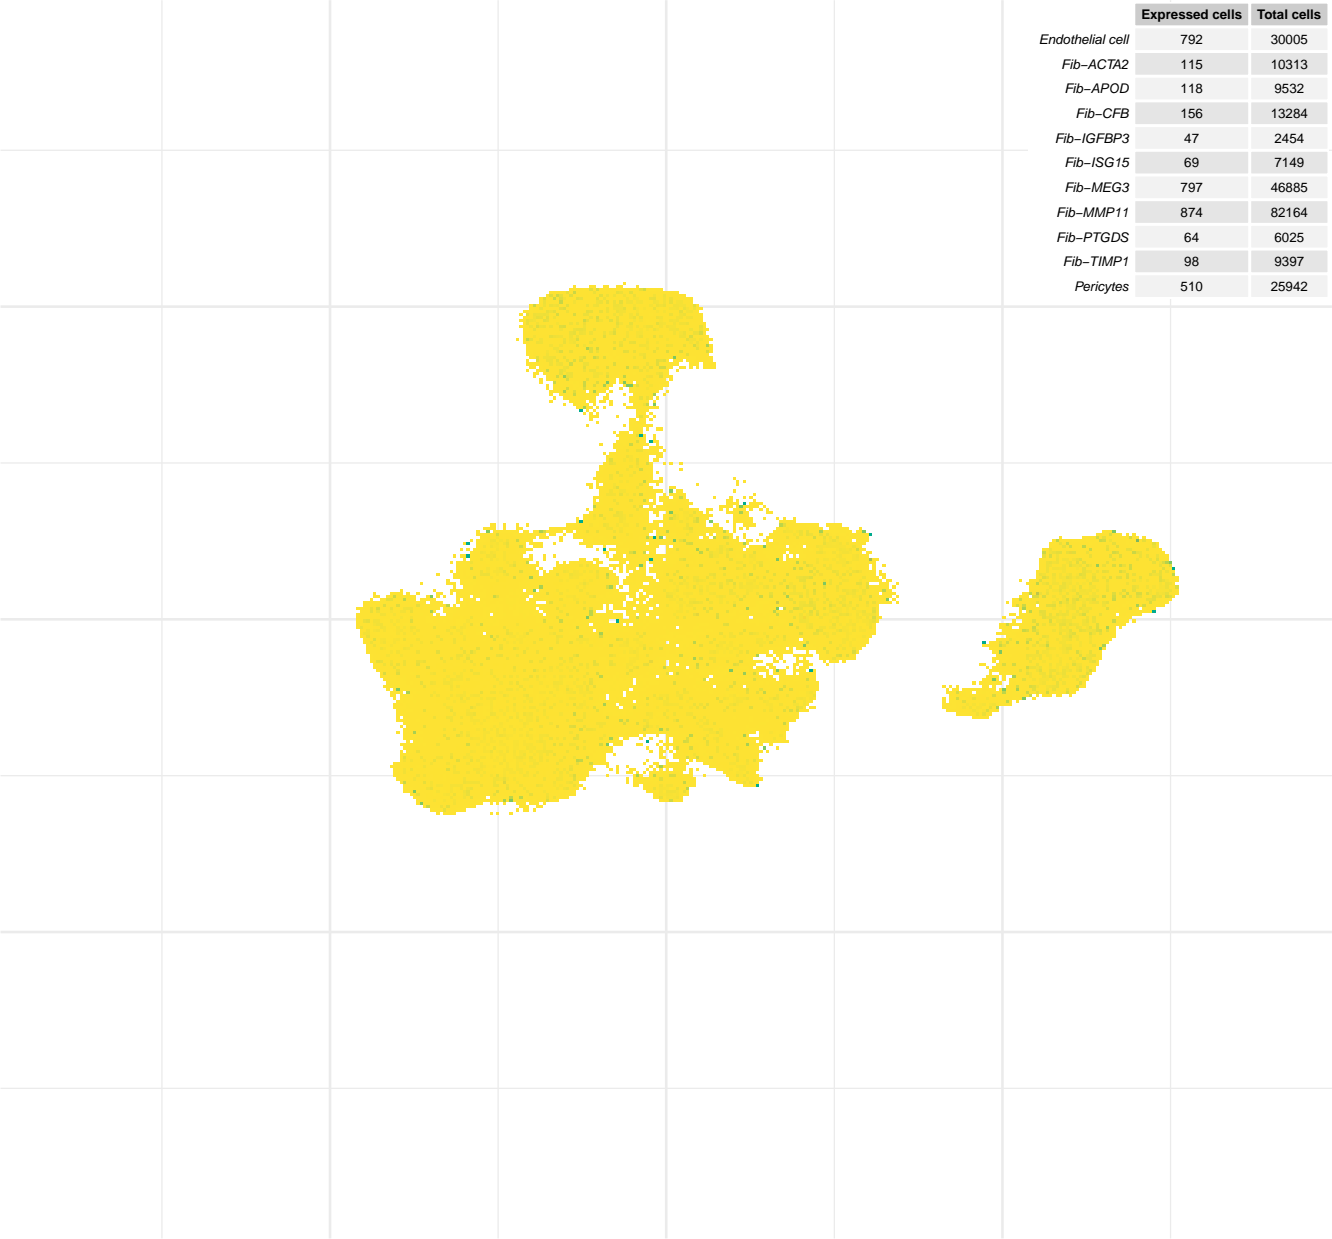 Expressed cells Total cells
Endothelial cell 792 30005
Fib−ACTA2 115 10313
Fib−APOD 118 9532
Fib−CFB 156 13284
Fib−IGFBP3 47 2454
Fib−ISG15 69 7149
Fib−MEG3 797 46885
Fib−MMP11 874 82164
Fib−PTGDS 64 6025
Fib−TIMP1 98 9397
Pericytes 510 25942